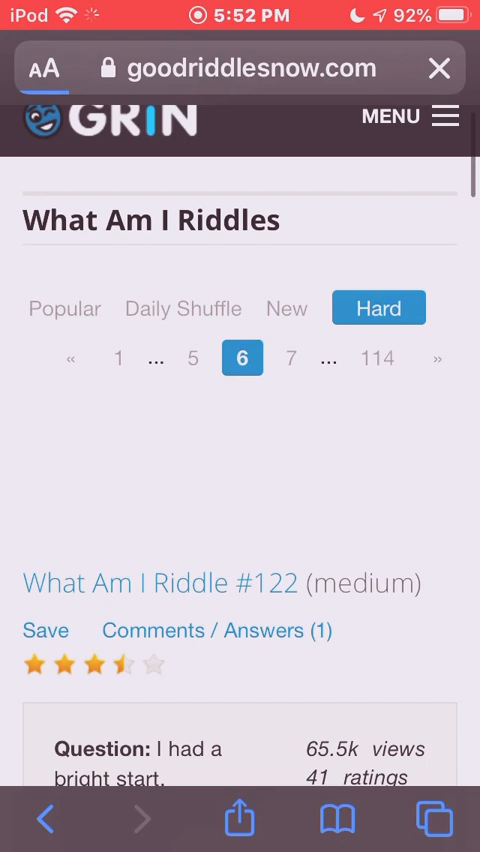 iPod 5:52 PM 92%
AA goodriddlesnow.com
GRIN MENU
What Am I Riddles
Popular Daily Shuffle New Hard
« 1 ... 5 6 7 ... 114 »
What Am I Riddle #122 (medium)
Save Comments / Answers (1)
Question: I had a 65.5k views
bright start. 41 ratings